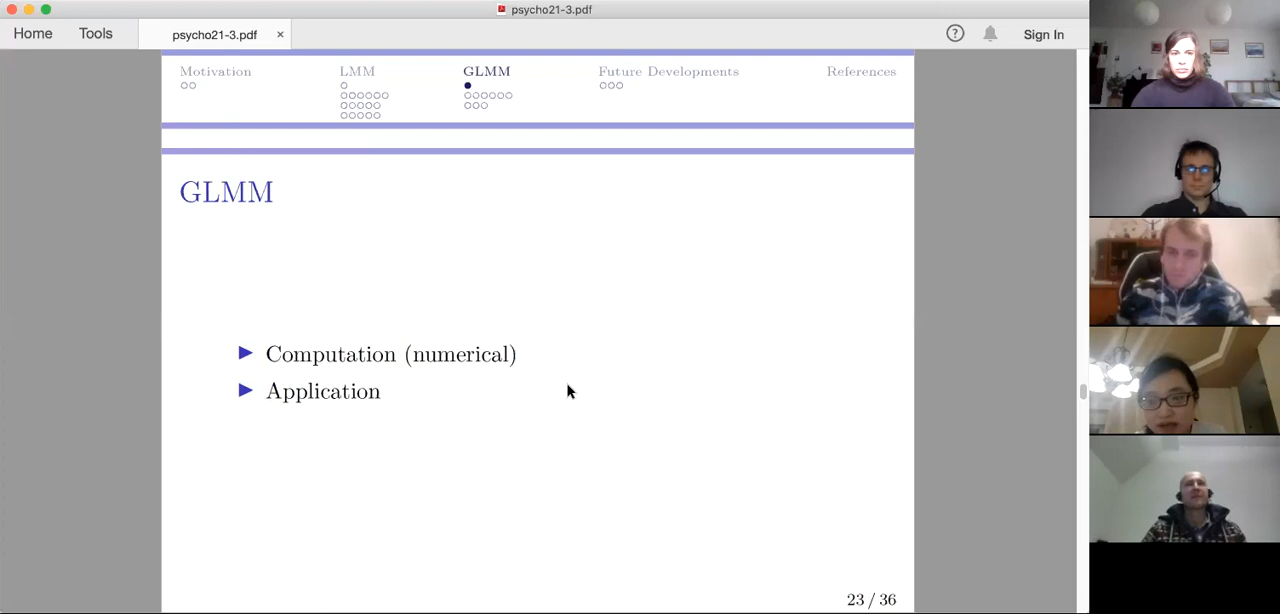 psycho21-3.pdf
Home Tools psycho21-3.pdf × ? Sign In
Motivation LMM GLMM Future Developments References
GLMM
Computation (numerical)
Application
23 / 36